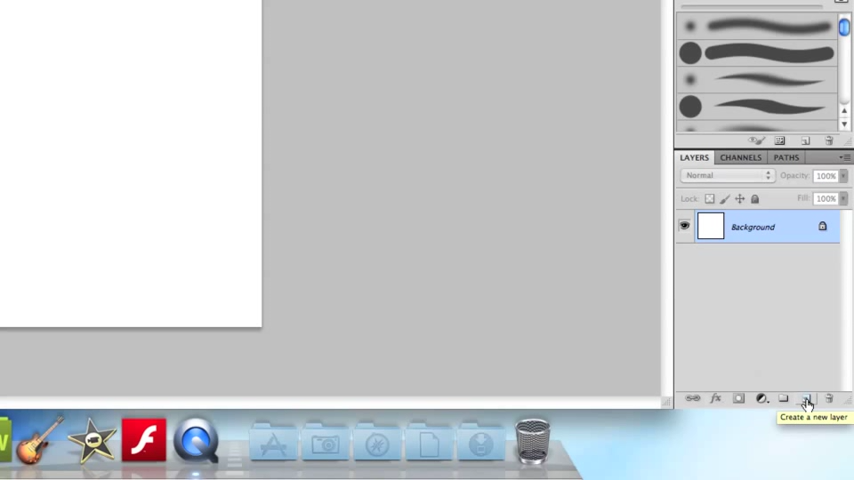 LAYERS CHANNELS PATHS
Normal Opacity: 100%
Lock: Fill: 100%
Background
Create a new layer